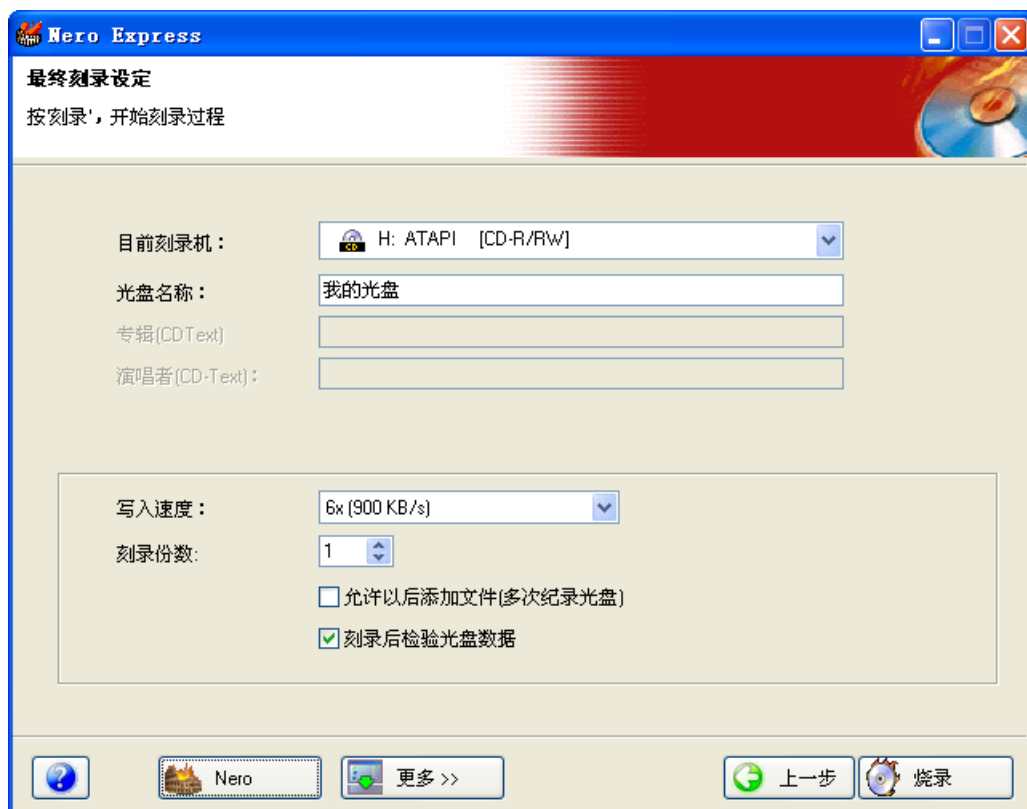 Nero Express
最终刻录设定
按'刻录', 开始刻录过程
目前刻录机：
H: ATAPI [CD-R/RW]
CD
光盘名称：
我的光盘
专辑(CDText)
演唱者(CD-Text)：
写入速度：
6x (900 KB/s)
刻录份数:
1
允许以后添加文件(多次纪录光盘)
刻录后检验光盘数据
?
Nero
更多 >>
上一步
烧录